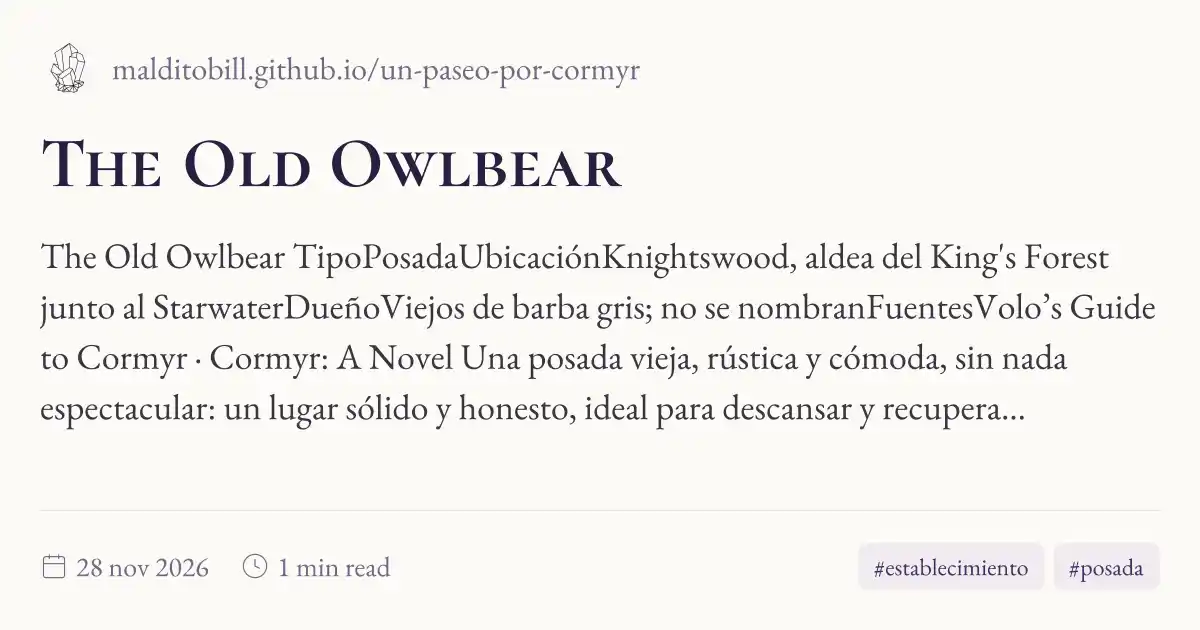 malditobill.github.io/un-paseo-por-cormyr
The Old Owlbear
The Old Owlbear TipoPosadaUbicaciónKnightswood, aldea del King's Forest
junto al StarwaterDueñoViejos de barba gris; no se nombranFuentesVolo’s Guide
to Cormyr · Cormyr: A Novel Una posada vieja, rústica y cómoda, sin nada
espectacular: un lugar sólido y honesto, ideal para descansar y recupera...
28 nov 2026
1 min read
#establecimiento
#posada